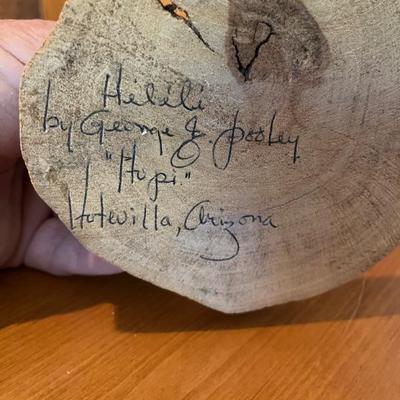 Hilili
by George J. Pooley
"Hopi"
Hotevilla, Arizona